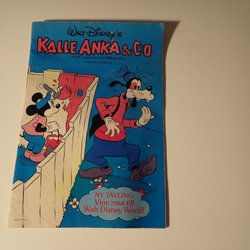 WALT DISNEY'S
KALLE ANKA & C:O
NY TÄVLING:
Vinn resa till
Walt Disney World!